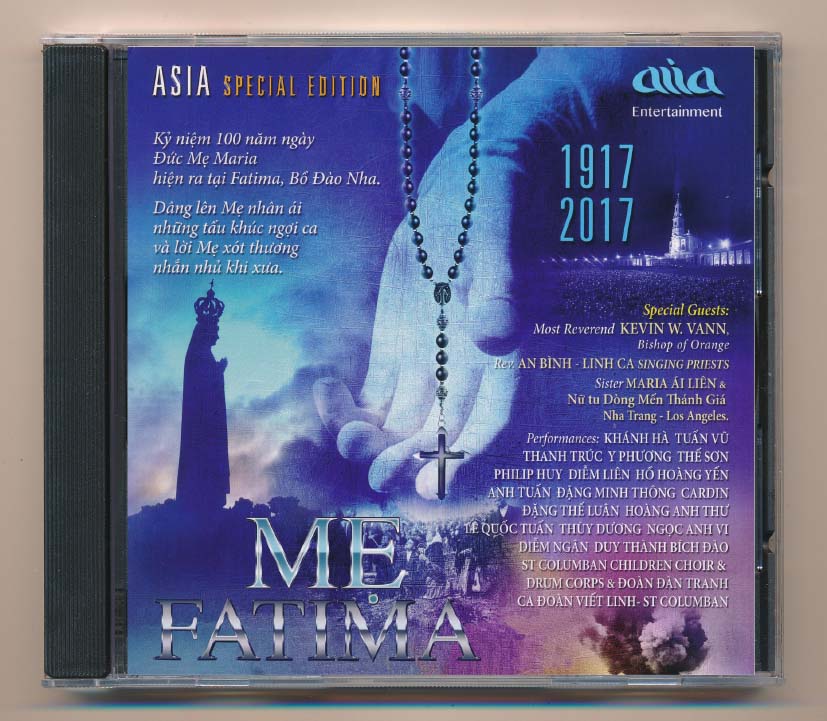 ASIA SPECIAL EDITION
asia
Entertainment
Kỷ niệm 100 năm ngày
Đức Mẹ Maria
hiện ra tại Fatima, Bồ Đào Nha.
Dâng lên Mẹ nhân ái
những tấu khúc ngợi ca
và lời Mẹ xót thương
nhắn nhủ khi xưa.
1917
2017
Special Guests:
Most Reverend KEVIN W. VANN,
Bishop of Orange
Rev. AN BÌNH - LINH CA SINGING PRIESTS
Sister MARIA ÁI LIÊN &
Nữ tu Dòng Mến Thánh Giá
Nha Trang - Los Angeles.
Performances: KHÁNH HÀ TUẤN VŨ
THANH TRÚC Y PHƯƠNG THẾ SƠN
PHILIP HUY DIỄM LIÊN HỒ HOÀNG YẾN
ANH TUẤN ĐẶNG MINH THÔNG CARDIN
ĐẶNG THẾ LUÂN HOÀNG ANH THƯ
LÊ QUỐC TUẤN THÙY DƯƠNG NGỌC ANH VI
DIỄM NGÂN DUY THÀNH BÍCH ĐÀO
ST COLUMBAN CHILDREN CHOIR &
DRUM CORPS & ĐOÀN ĐÀN TRANH
CA ĐOÀN VIẾT LINH- ST COLUMBAN
MẸ
FATIMA